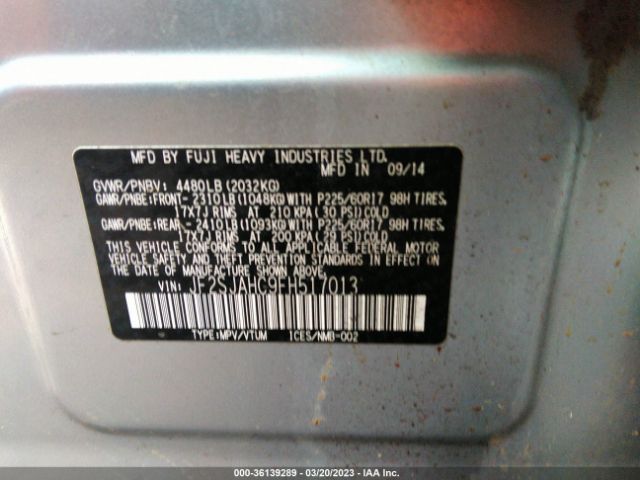 MFD BY FUJI HEAVY INDUSTRIES LTD.
MFD IN 09/14
GVWR/PNBV: 4480LB (2032KG)
GAWR/PNBE:FRONT- 2310LB(1048KG)WITH P225/60R17 98H TIRES,
17X7J RIMS AT 210 KPA(30 PSI)COLD
GAWR/PNBE:REAR- 2410LB(1093KG)WITH P225/60R17 98H TIRES,
17X7J RIMS AT 200 KPA(29 PSI)COLD
THIS VEHICLE CONFORMS TO ALL APPLICABLE FEDERAL MOTOR
VEHICLE SAFETY AND THEFT PREVENTION STANDARDS IN EFFECT
ON THE DATE OF MANUFACTURE SHOWN ABOVE.
VIN: JF2SJAHC9FH517013
TYPE:MPV/VTUM ICES/NMB-002
000-36139289 - 03/20/2023 - IAA Inc.